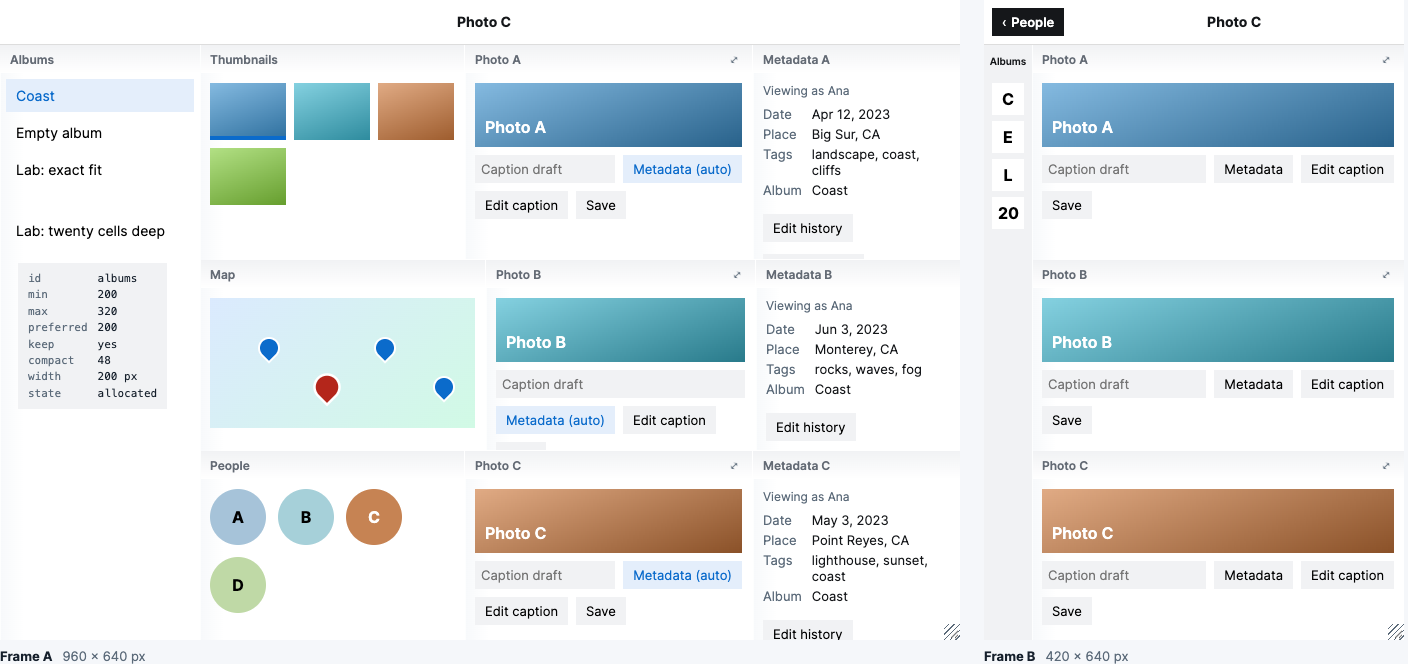 Photo C
Albums
Coast
Empty album
Lab: exact fit
Lab: twenty cells deep
id albums
min 200
max 320
preferred 200
keep yes
compact 48
width 200 px
state allocated
Thumbnails
Photo A
Photo A
Caption draft
Metadata (auto)
Edit caption
Save
Metadata A
Viewing as Ana
Date Apr 12, 2023
Place Big Sur, CA
Tags landscape, coast,
cliffs
Album Coast
Edit history
Map
Photo B
Photo B
Caption draft
Metadata (auto)
Edit caption
Metadata B
Viewing as Ana
Date Jun 3, 2023
Place Monterey, CA
Tags rocks, waves, fog
Album Coast
Edit history
People
A
B
C
D
Photo C
Photo C
Caption draft
Metadata (auto)
Edit caption
Save
Metadata C
Viewing as Ana
Date May 3, 2023
Place Point Reyes, CA
Tags lighthouse, sunset,
coast
Album Coast
Edit history
Frame A 960 × 640 px
‹ People
Photo C
Albums
C
E
L
20
Photo A
Photo A
Caption draft
Metadata
Edit caption
Save
Photo B
Photo B
Caption draft
Metadata
Edit caption
Save
Photo C
Photo C
Caption draft
Metadata
Edit caption
Save
Frame B 420 × 640 px